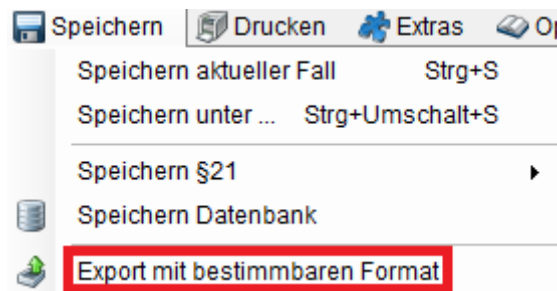 Speichern Drucken Extras Op
Speichern aktueller Fall Strg+S
Speichern unter ... Strg+Umschalt+S
Speichern §21
Speichern Datenbank
Export mit bestimmbaren Format